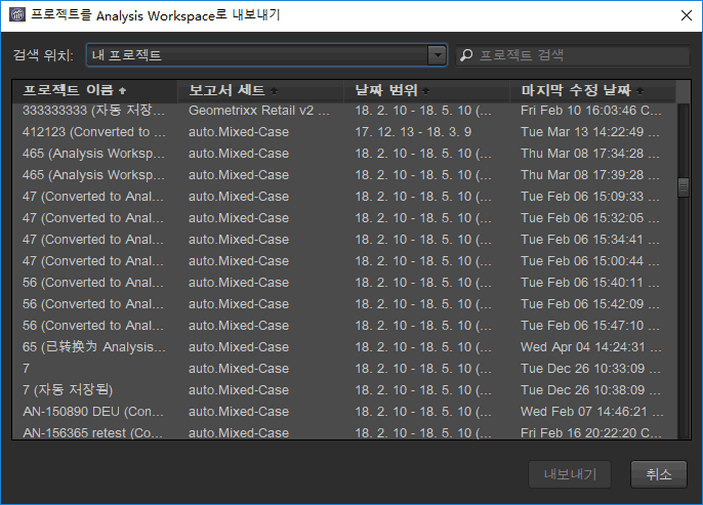 프로젝트를 Analysis Workspace로 내보내기
검색 위치: 내 프로젝트 프로젝트 검색
프로젝트 이름 보고서 세트 날짜 범위 마지막 수정 날짜
333333333 (자동 저장... Geometrixx Retail v2 ... 18. 2. 10 - 18. 5. 10 (... Fri Feb 10 16:03:46 C...
412123 (Converted to ... auto.Mixed-Case 17. 12. 13 - 18. 3. 9 Tue Mar 13 14:22:49 ...
465 (Analysis Worksp... auto.Mixed-Case 18. 2. 10 - 18. 5. 10 (... Thu Mar 08 17:34:28 ...
465 (Analysis Worksp... auto.Mixed-Case 18. 2. 10 - 18. 5. 10 (... Thu Mar 08 17:39:28 ...
47 (Converted to Anal... auto.Mixed-Case 18. 2. 10 - 18. 5. 10 (... Tue Feb 06 15:09:33 ...
47 (Converted to Anal... auto.Mixed-Case 18. 2. 10 - 18. 5. 10 (... Tue Feb 06 15:32:05 ...
47 (Converted to Anal... auto.Mixed-Case 18. 2. 10 - 18. 5. 10 (... Tue Feb 06 15:34:41 ...
47 (Converted to Anal... auto.Mixed-Case 18. 2. 10 - 18. 5. 10 (... Tue Feb 06 15:00:44 ...
56 (Converted to Anal... auto.Mixed-Case 18. 2. 10 - 18. 5. 10 (... Tue Feb 06 15:40:11 ...
56 (Converted to Anal... auto.Mixed-Case 18. 2. 10 - 18. 5. 10 (... Tue Feb 06 15:42:09 ...
56 (Converted to Anal... auto.Mixed-Case 18. 2. 10 - 18. 5. 10 (... Tue Feb 06 15:47:10 ...
65 (已转换为 Analysis... auto.Mixed-Case 18. 2. 10 - 18. 5. 10 (... Wed Apr 04 14:24:31 ...
7 auto.Mixed-Case 18. 2. 10 - 18. 5. 10 (... Tue Dec 26 10:33:09 ...
7 (자동 저장됨) auto.Mixed-Case 18. 2. 10 - 18. 5. 10 (... Tue Dec 26 10:38:09 ...
AN-150890 DEU (Con... auto.Mixed-Case 18. 2. 10 - 18. 5. 10 (... Wed Feb 07 14:46:21 ...
AN-156365 retest (Co... auto.Mixed-Case 18. 2. 10 - 18. 5. 10 (... Fri Feb 16 20:22:20 C...
내보내기 취소